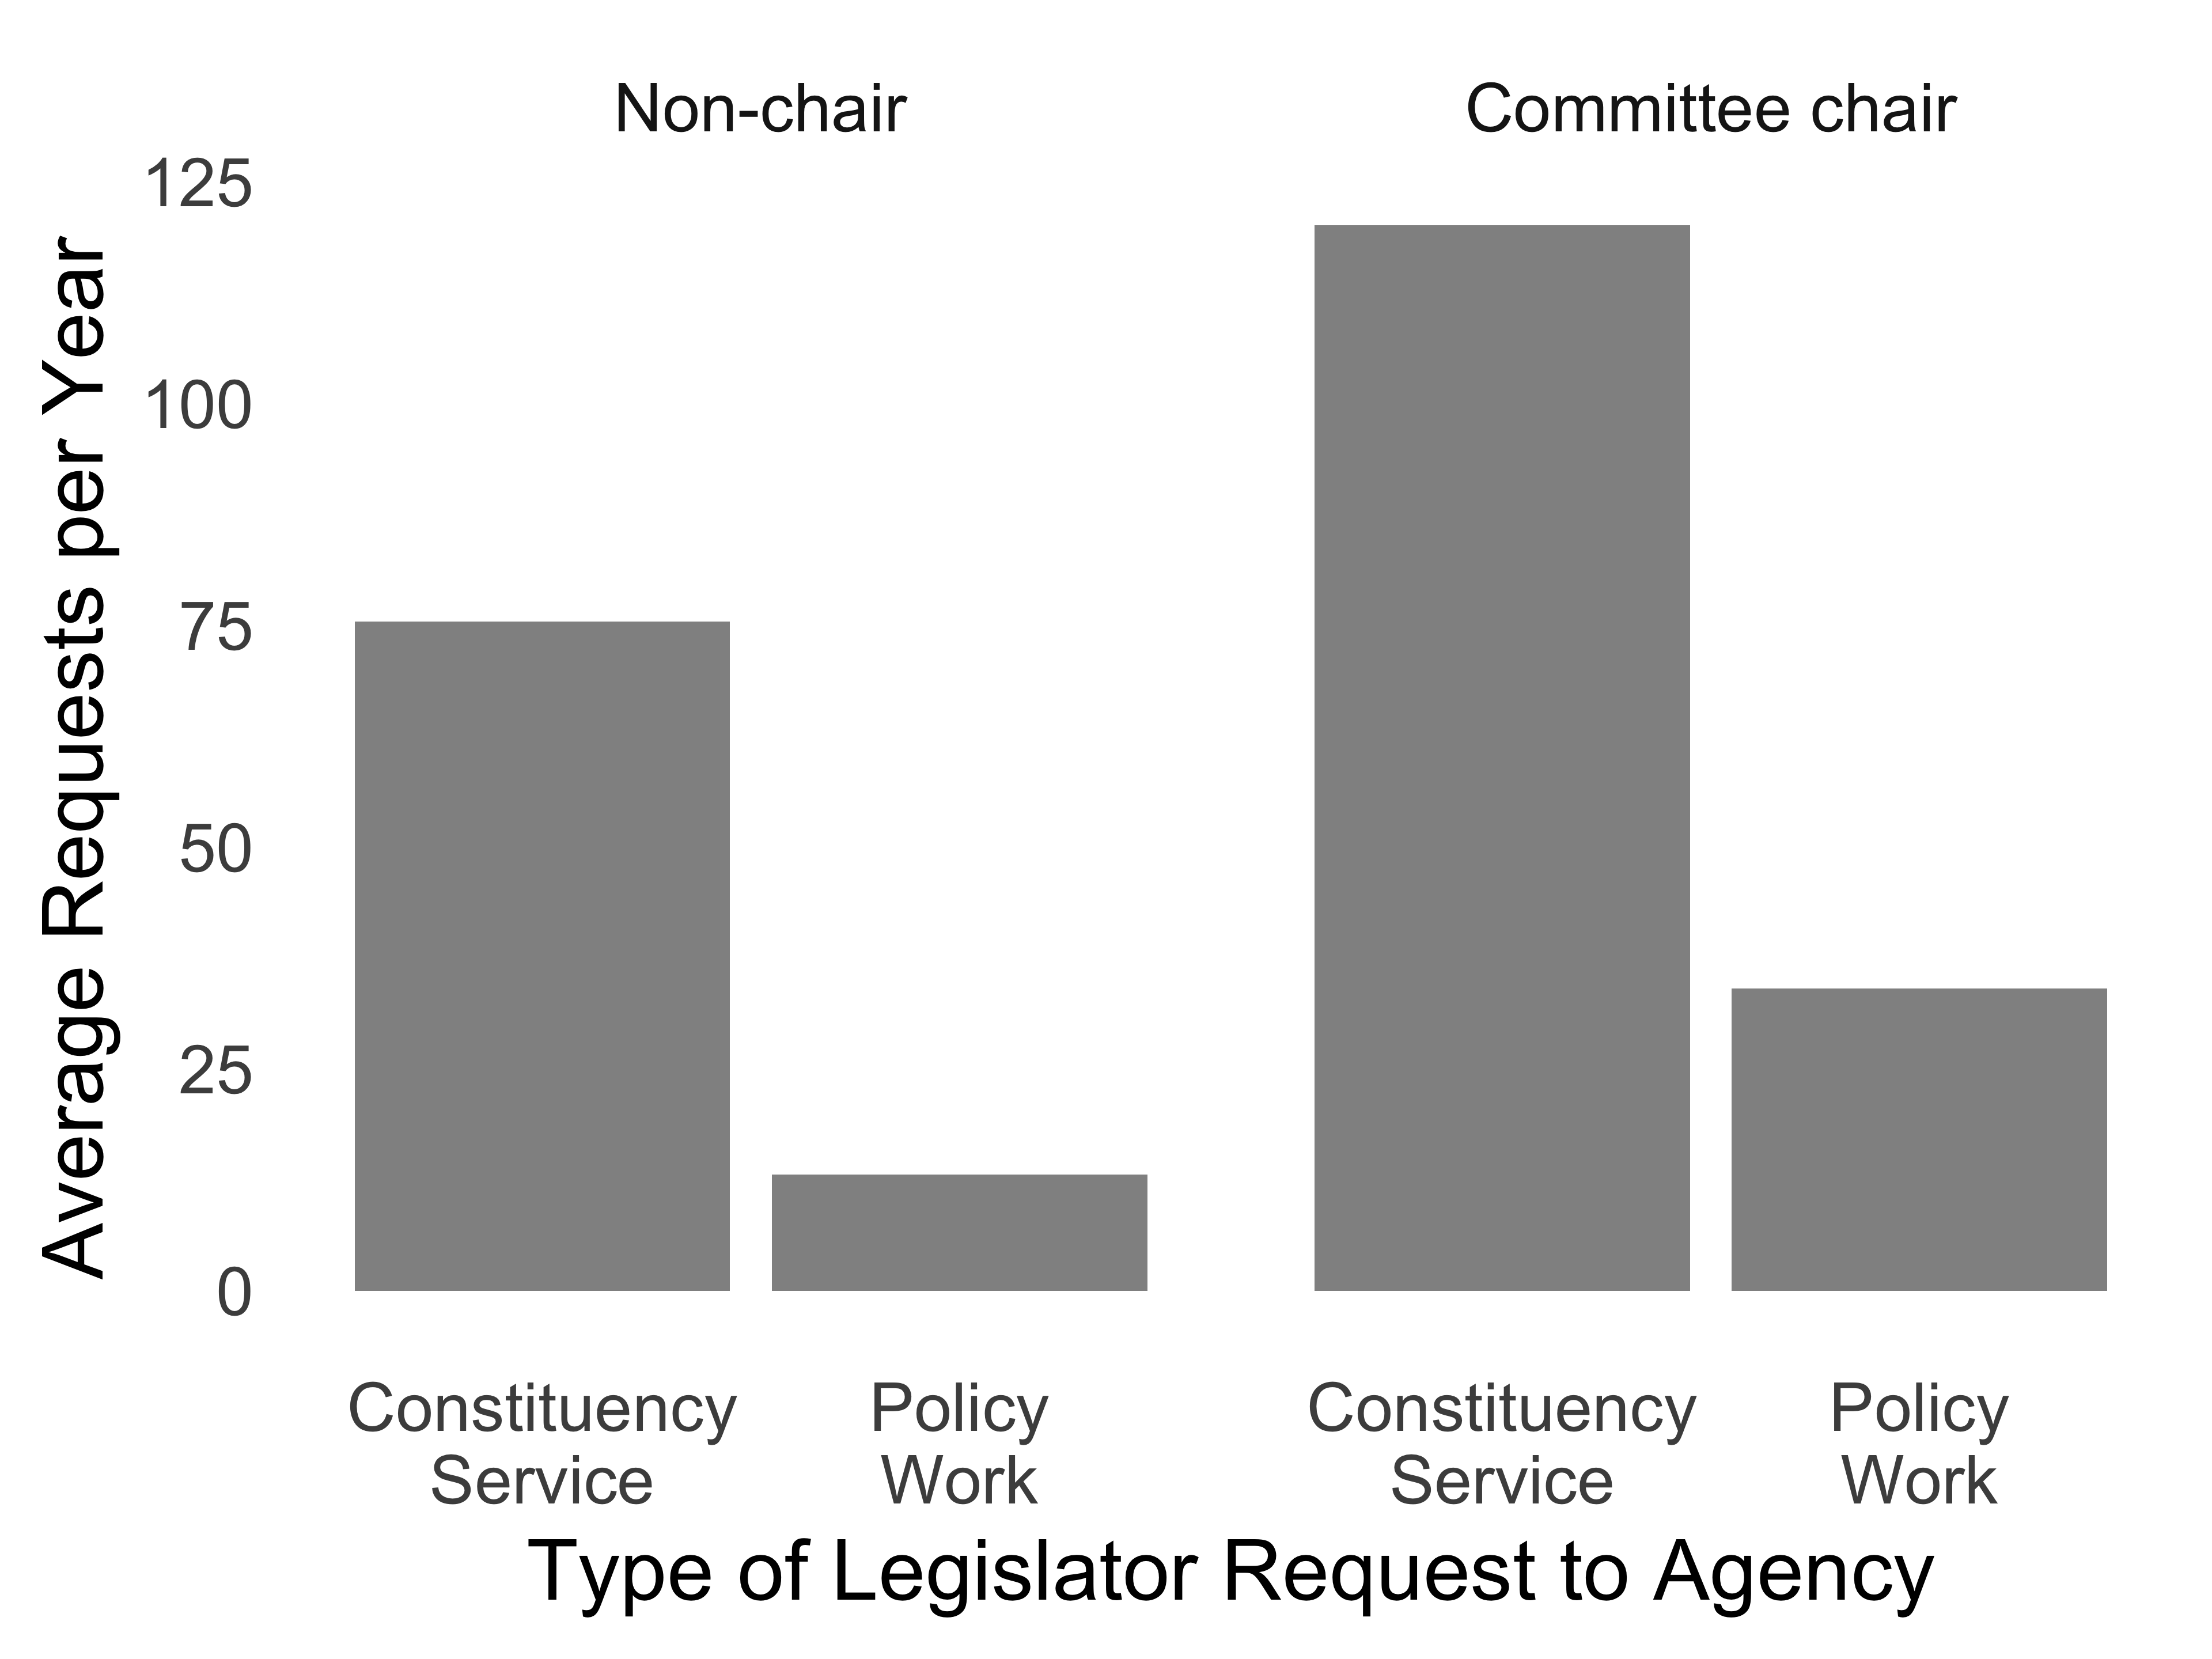 Non-chair
Committee chair
125
100
75
50
25
0
Average Requests per Year
Constituency
Service
Policy
Work
Constituency
Service
Policy
Work
Type of Legislator Request to Agency